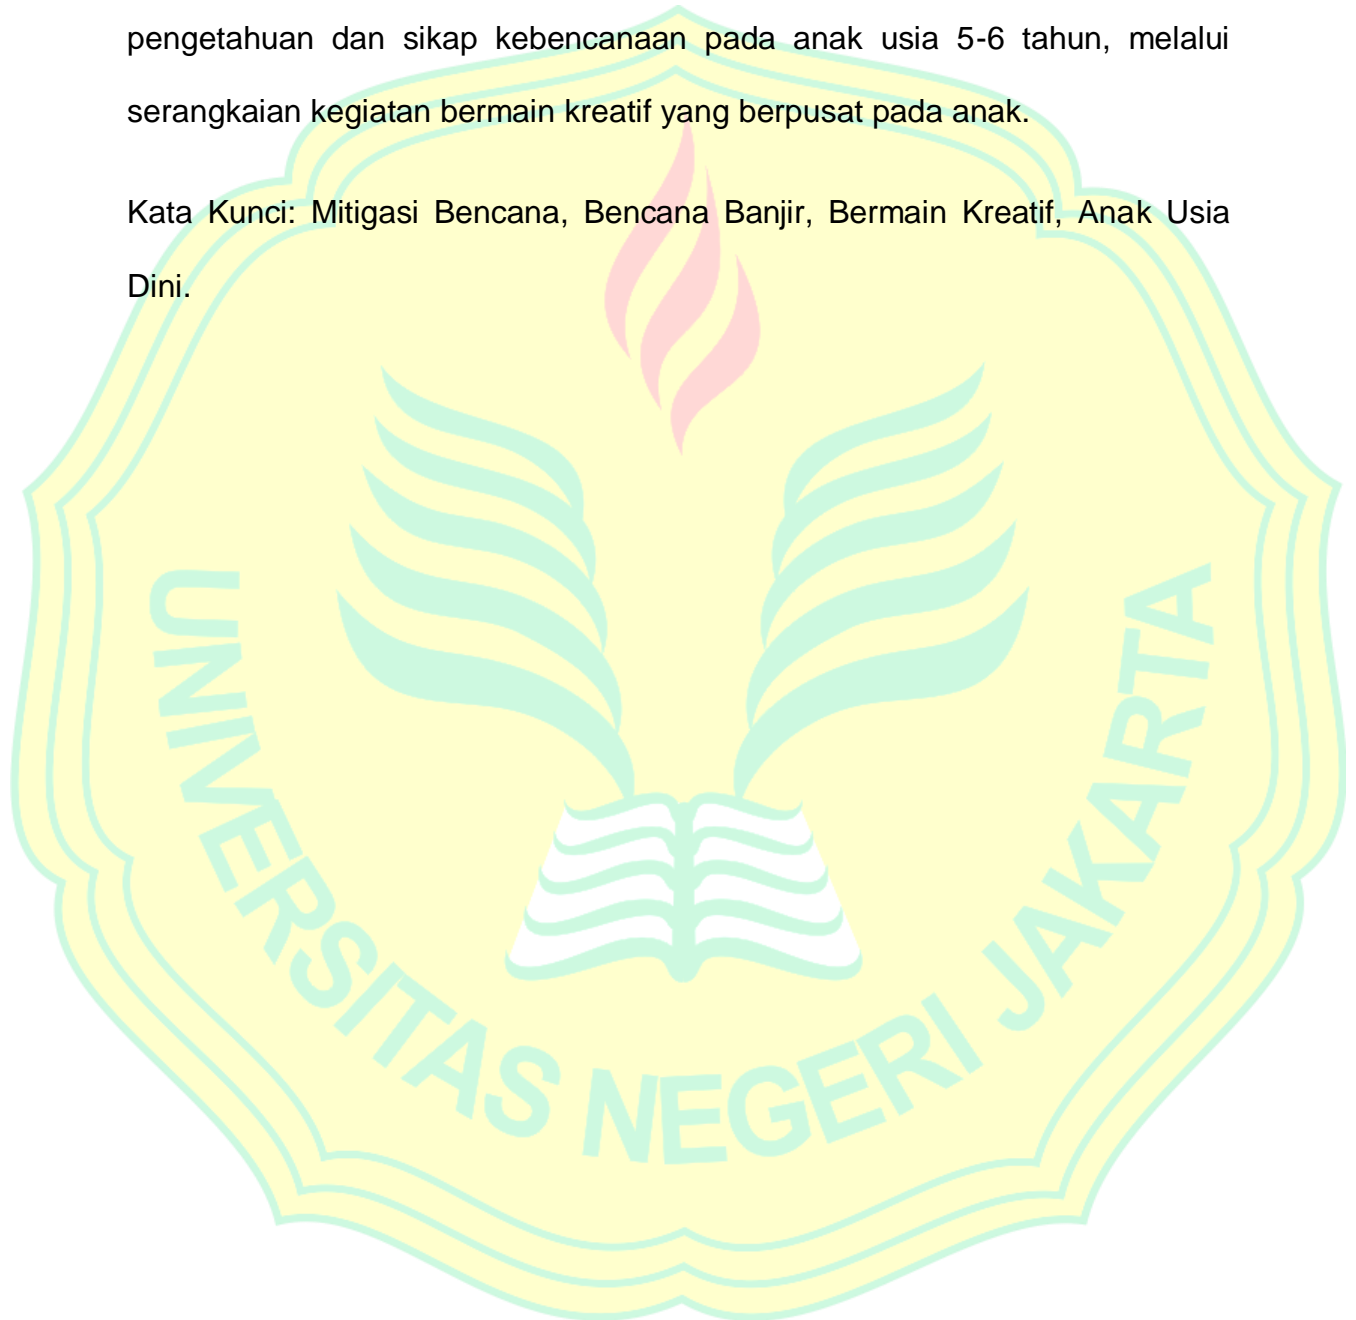 pengetahuan dan sikap kebencanaan pada anak usia 5-6 tahun, melalui
serangkaian kegiatan bermain kreatif yang berpusat pada anak.
Kata Kunci: Mitigasi Bencana, Bencana Banjir, Bermain Kreatif, Anak Usia
Dini.
UNIVERSITAS NEGERI JAKARTA